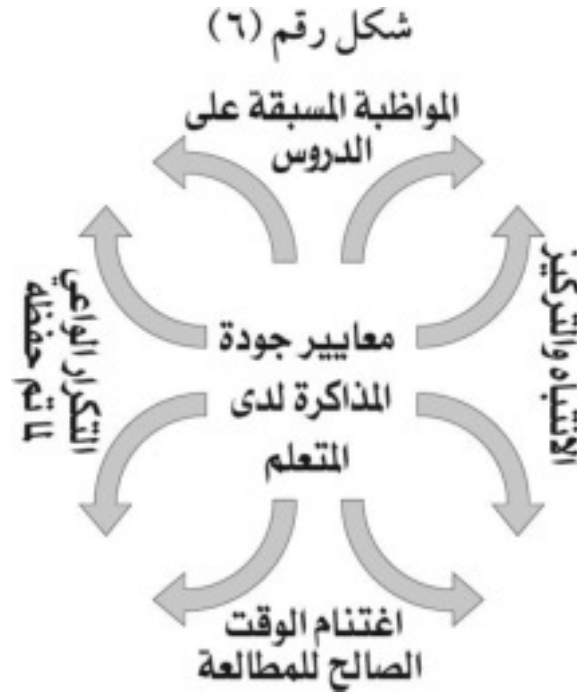 شكل رقم (٦)
المواظبة المسبقة على
الدروس
الانتباه والتركيز
معايير جودة
المذاكرة لدى
المتعلم
التكرار الواعي
لما تم حفظه
اغتنام الوقت
الصالح للمطالعة